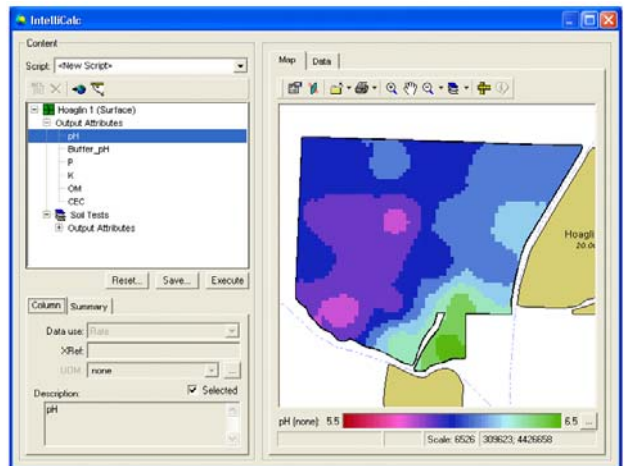 IntelliCalc
Content
Script: <New Script>
Hoaglin 1 (Surface)
Output Attributes
pH
Buffer_pH
P
K
OM
CEC
Soil Tests
Output Attributes
Reset... Save... Execute
Column Summary
Data use: Rate
XRef:
UOM: none ...
Description: Selected
pH
Map Data
Hoagli
20.0
pH (none): 5.5 6.5 ...
Scale: 6526 309623; 4426658